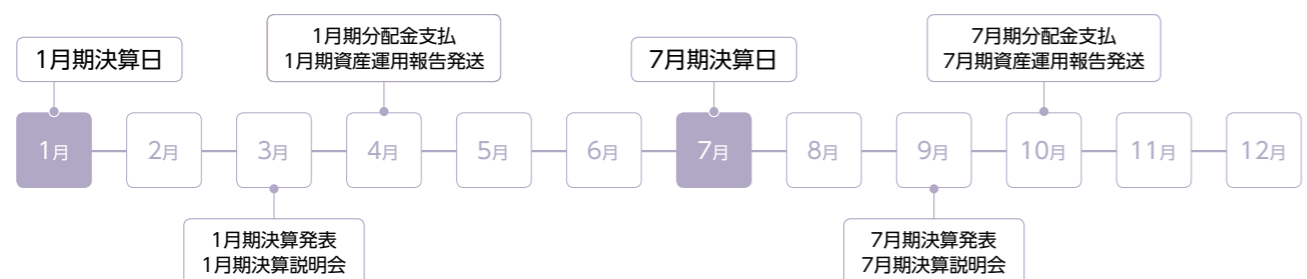 1月期決算日
1月期分配金支払
1月期資産運用報告発送
7月期決算日
7月期分配金支払
7月期資産運用報告発送
1月
2月
3月
4月
5月
6月
7月
8月
9月
10月
11月
12月
1月期決算発表
1月期決算説明会
7月期決算発表
7月期決算説明会